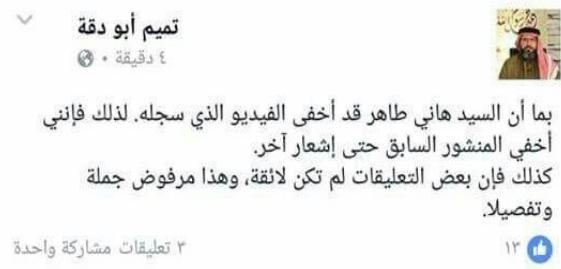 تميم أبو دقة
٤ دقيقة ·
بما أن السيد هاني طاهر قد أخفى الفيديو الذي سجله. لذلك فإنني
أخفي المنشور السابق حتى إشعار آخر.
كذلك فإن بعض التعليقات لم تكن لائقة، وهذا مرفوض جملة
وتفصيلا.
١٣
٣ تعليقات مشاركة واحدة